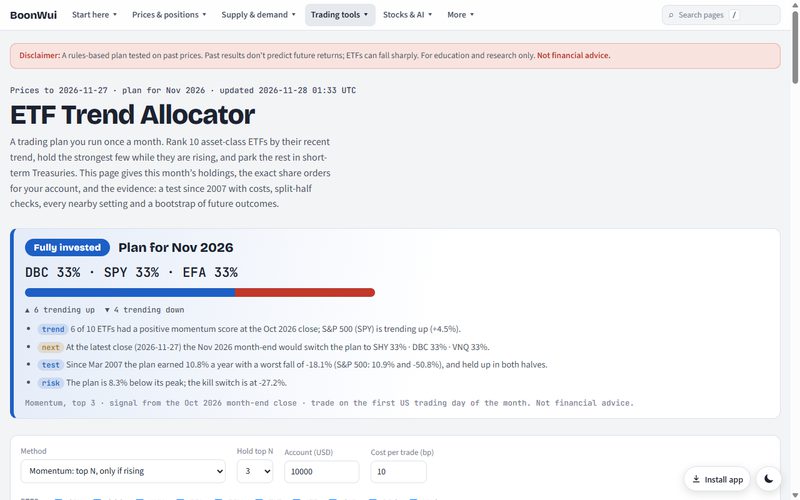 BoonWui Start here ▾ Prices & positions ▾ Supply & demand ▾ Trading tools ▾ Stocks & AI ▾ More ▾ Search pages /
Disclaimer: A rules-based plan tested on past prices. Past results don't predict future returns; ETFs can fall sharply. For education and research only. Not financial advice.
Prices to 2026-11-27 · plan for Nov 2026 · updated 2026-11-28 01:33 UTC
ETF Trend Allocator
A trading plan you run once a month. Rank 10 asset-class ETFs by their recent
trend, hold the strongest few while they are rising, and park the rest in short-
term Treasuries. This page gives this month's holdings, the exact share orders
for your account, and the evidence: a test since 2007 with costs, split-half
checks, every nearby setting and a bootstrap of future outcomes.
Fully invested Plan for Nov 2026
DBC 33% · SPY 33% · EFA 33%
▲ 6 trending up ▼ 4 trending down
trend 6 of 10 ETFs had a positive momentum score at the Oct 2026 close; S&P 500 (SPY) is trending up (+4.5%).
next At the latest close (2026-11-27) the Nov 2026 month-end would switch the plan to SHY 33% · DBC 33% · VNQ 33%.
test Since Mar 2007 the plan earned 10.8% a year with a worst fall of -18.1% (S&P 500: 10.9% and -50.8%), and held up in both halves.
risk The plan is 8.3% below its peak; the kill switch is at -27.2%.
Momentum, top 3 · signal from the Oct 2026 month-end close · trade on the first US trading day of the month. Not financial advice.
Method Hold top N Account (USD) Cost per trade (bp)
Momentum: top N, only if rising 3 10000 10
Install app